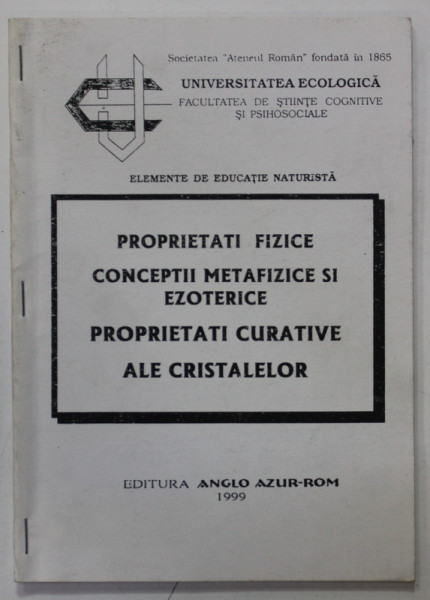 Societatea "Ateneul Român" fondată în 1865
UNIVERSITATEA ECOLOGICĂ
FACULTATEA DE ŞTIINŢE COGNITIVE
ŞI PSIHOSOCIALE
ELEMENTE DE EDUCAŢIE NATURISTĂ
PROPRIETATI FIZICE
CONCEPTII METAFIZICE SI
EZOTERICE
PROPRIETATI CURATIVE
ALE CRISTALELOR
EDITURA ANGLO AZUR-ROM
1999